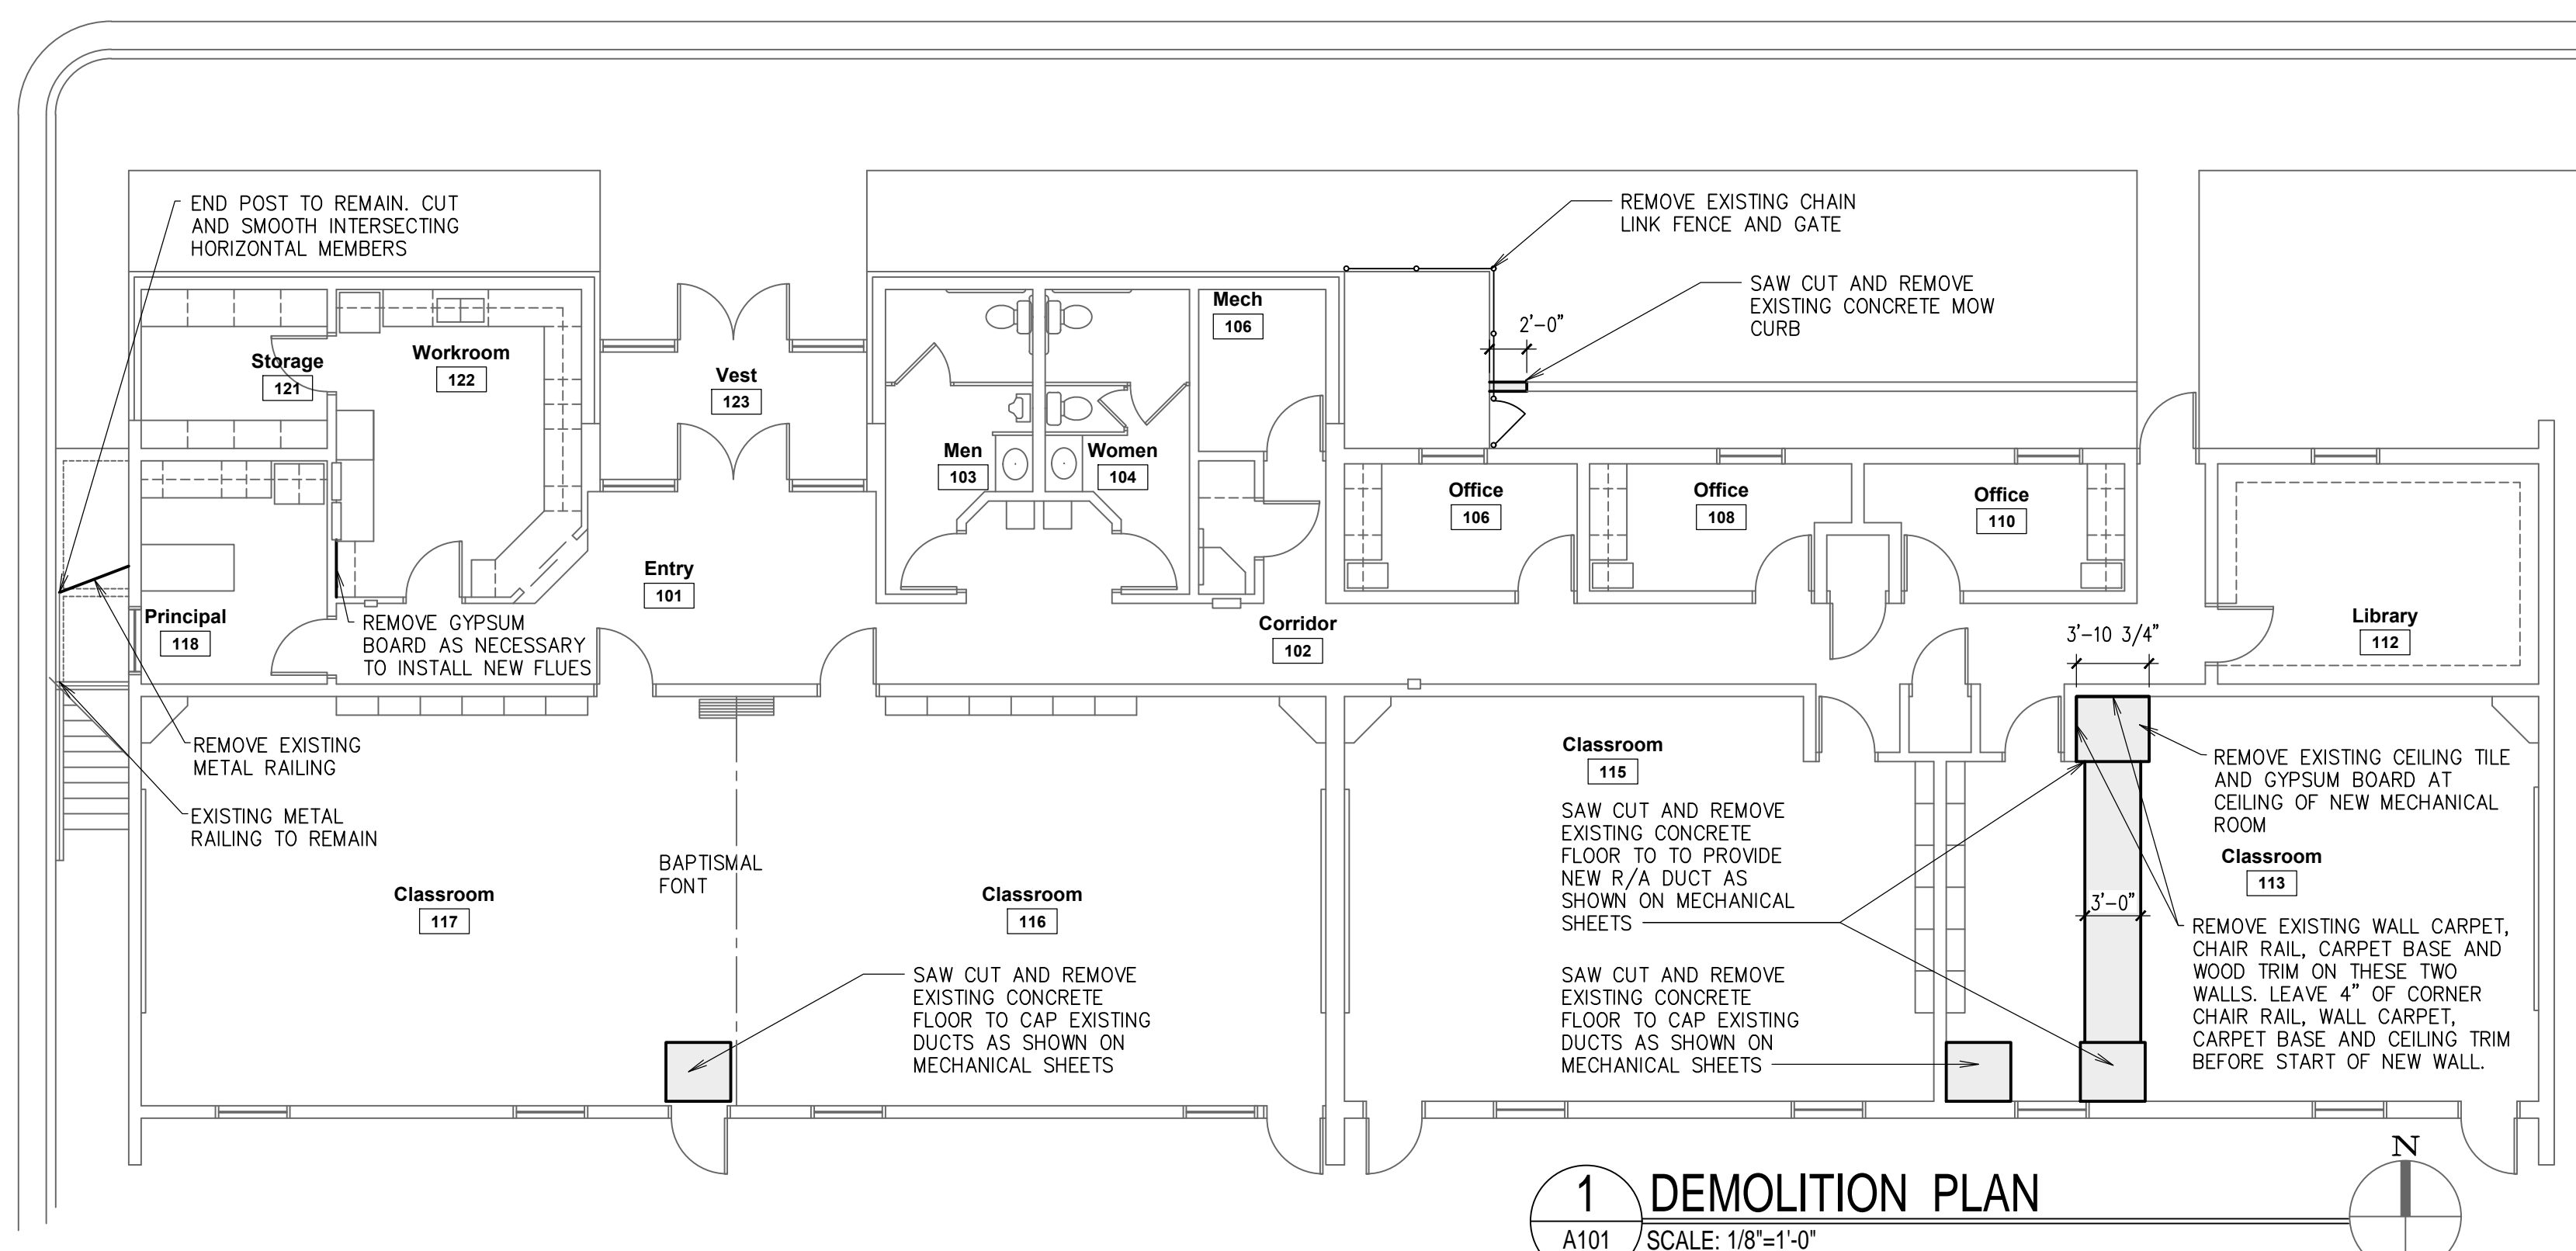 END POST TO REMAIN. CUT
AND SMOOTH INTERSECTING
HORIZONTAL MEMBERS
REMOVE EXISTING CHAIN
LINK FENCE AND GATE
SAW CUT AND REMOVE
EXISTING CONCRETE MOW
CURB
2'-0"
Mech
106
Storage
121
Workroom
122
Vest
123
Men
103
Women
104
Office
106
Office
108
Office
110
Entry
101
Principal
118
REMOVE GYPSUM
BOARD AS NECESSARY
TO INSTALL NEW FLUES
Corridor
102
3'-10 3/4"
Library
112
REMOVE EXISTING
METAL RAILING
EXISTING METAL
RAILING TO REMAIN
BAPTISMAL
FONT
Classroom
117
Classroom
116
SAW CUT AND REMOVE
EXISTING CONCRETE
FLOOR TO CAP EXISTING
DUCTS AS SHOWN ON
MECHANICAL SHEETS
Classroom
115
SAW CUT AND REMOVE
EXISTING CONCRETE
FLOOR TO TO PROVIDE
NEW R/A DUCT AS
SHOWN ON MECHANICAL
SHEETS
SAW CUT AND REMOVE
EXISTING CONCRETE
FLOOR TO CAP EXISTING
DUCTS AS SHOWN ON
MECHANICAL SHEETS
REMOVE EXISTING CEILING TILE
AND GYPSUM BOARD AT
CEILING OF NEW MECHANICAL
ROOM
Classroom
113
3'-0"
REMOVE EXISTING WALL CARPET,
CHAIR RAIL, CARPET BASE AND
WOOD TRIM ON THESE TWO
WALLS. LEAVE 4" OF CORNER
CHAIR RAIL, WALL CARPET,
CARPET BASE AND CEILING TRIM
BEFORE START OF NEW WALL.
N
1
DEMOLITION PLAN
A101
SCALE: 1/8"=1'-0"